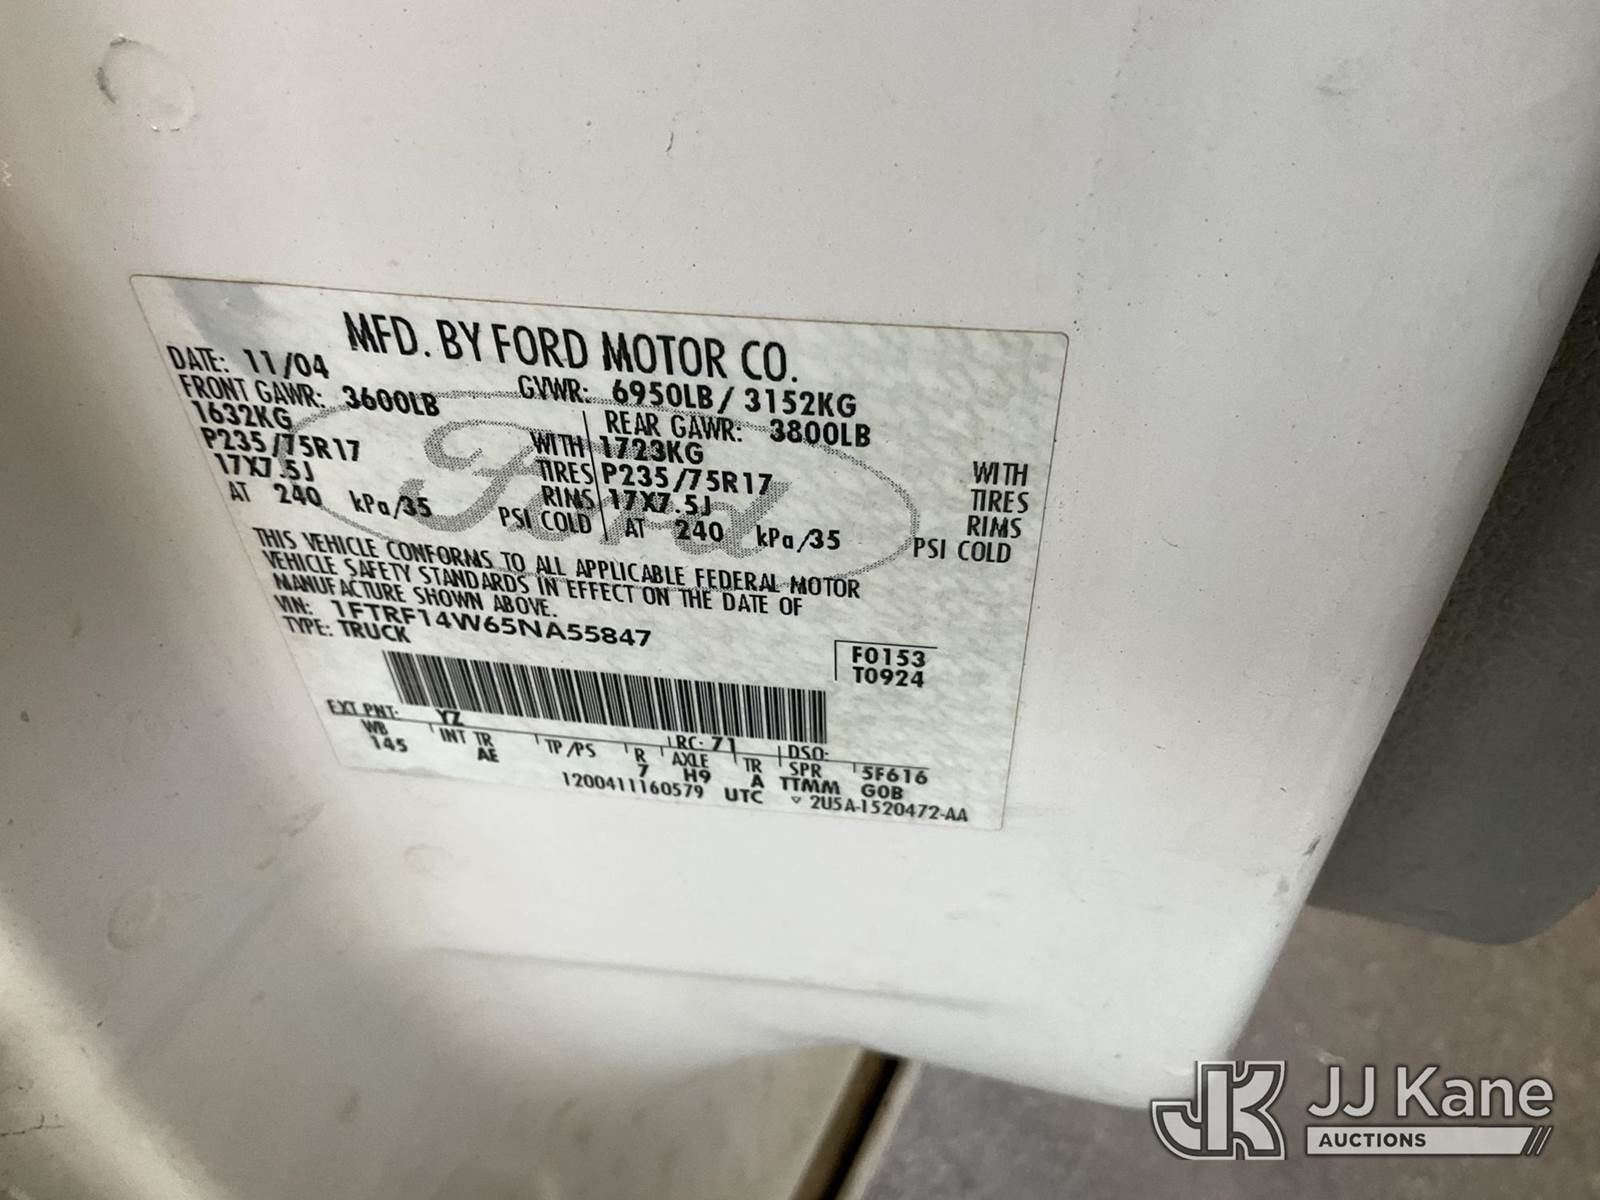 MFD. BY FORD MOTOR CO.
DATE: 11/04 GVWR: 6950LB / 3152KG
FRONT GAWR: 3600LB REAR GAWR: 3800LB
1632KG WITH 1723KG WITH
P235/75R17 TIRES P235/75R17 TIRES
17X7.5J RIMS 17X7.5J RIMS
AT 240 kPa/35 PSI COLD AT 240 kPa/35 PSI COLD
Ford
THIS VEHICLE CONFORMS TO ALL APPLICABLE FEDERAL MOTOR
VEHICLE SAFETY STANDARDS IN EFFECT ON THE DATE OF
MANUFACTURE SHOWN ABOVE.
VIN: 1FTRF14W65NA55847
TYPE: TRUCK
F0153
T0924
EXT PNT: YZ RC: 71 DSO:
WB INT TR TP/PS R AXLE TR SPR 5F616
145 AE 7 H9 A TTMM GOB
1200411160579 UTC ▽ 2U5A-1520472-AA
JK JJ Kane
AUCTIONS